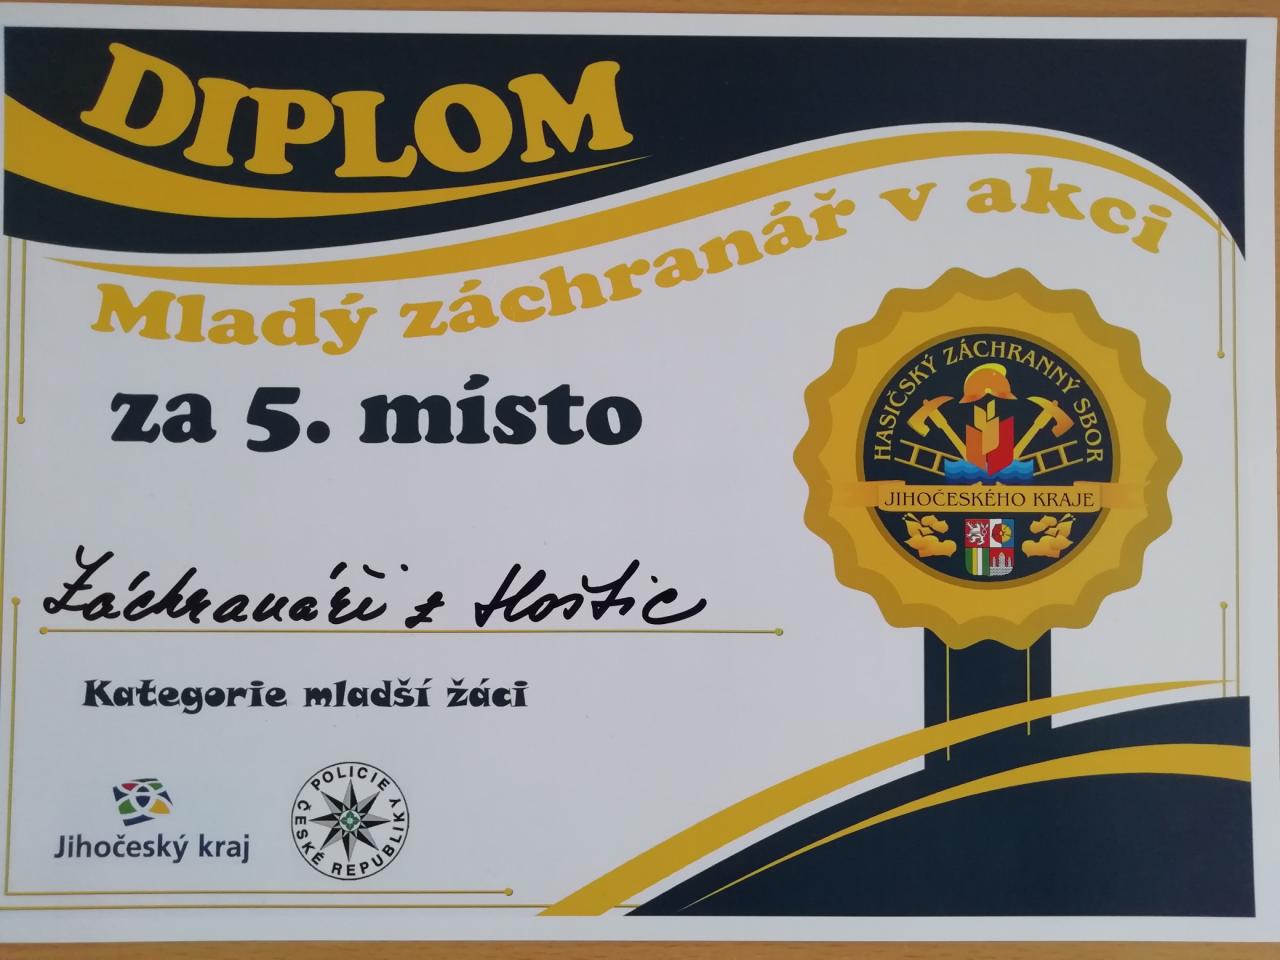 DIPLOM
Mladý záchranář v akci
za 5. místo
HASIČSKÝ ZÁCHRANNÝ SBOR
JIHOČESKÉHO KRAJE
Záchranáři z Hoštic
Kategorie mladší žáci
Jihočeský kraj
POLICIE
ČESKÉ REPUBLIKY